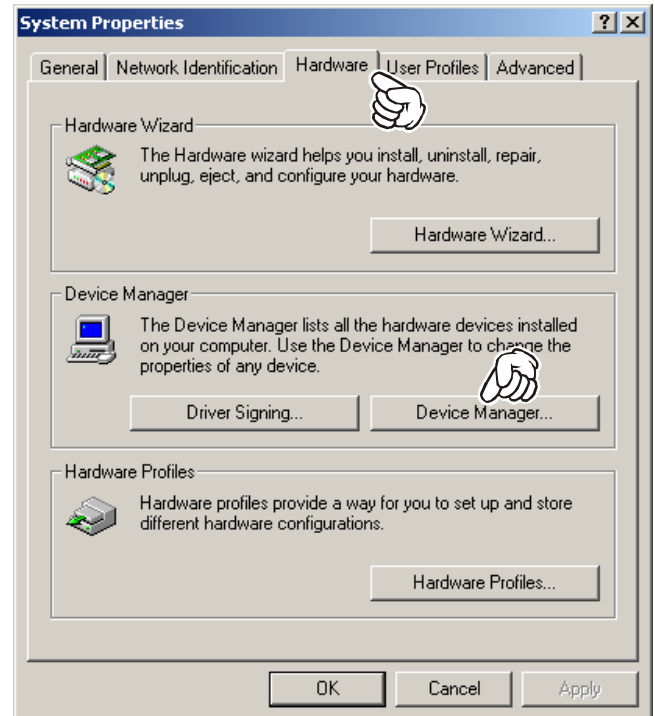 System Properties
General
Network Identification
Hardware
User Profiles
Advanced
Hardware Wizard
The Hardware wizard helps you install, uninstall, repair,
unplug, eject, and configure your hardware.
Hardware Wizard...
Device Manager
The Device Manager lists all the hardware devices installed
on your computer. Use the Device Manager to change the
properties of any device.
Driver Signing...
Device Manager...
Hardware Profiles
Hardware profiles provide a way for you to set up and store
different hardware configurations.
Hardware Profiles...
OK
Cancel
Apply